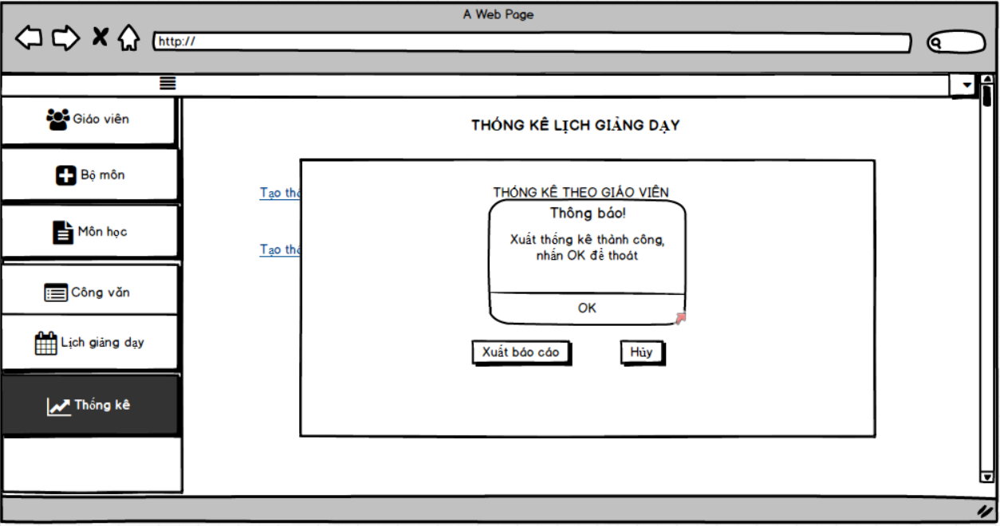 A Web Page
http://
Giáo viên
Bộ môn
Môn học
Công văn
Lịch giảng dạy
Thống kê
THỐNG KÊ LỊCH GIẢNG DẠY
Tạo thố
Tạo thố
THỐNG KÊ THEO GIÁO VIÊN
Thông báo!
Xuất thống kê thành công,
nhấn OK để thoát
OK
Xuất báo cáo
Hủy